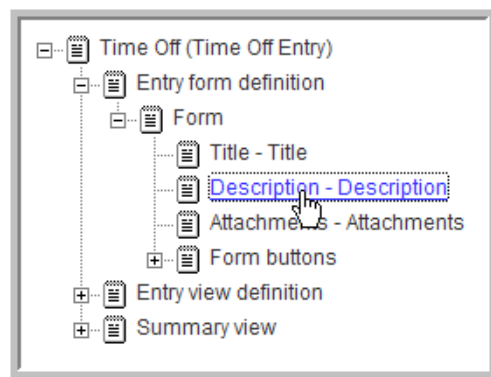 Time Off (Time Off Entry)
Entry form definition
Form
Title - Title
Description - Description
Attachments - Attachments
Form buttons
Entry view definition
Summary view